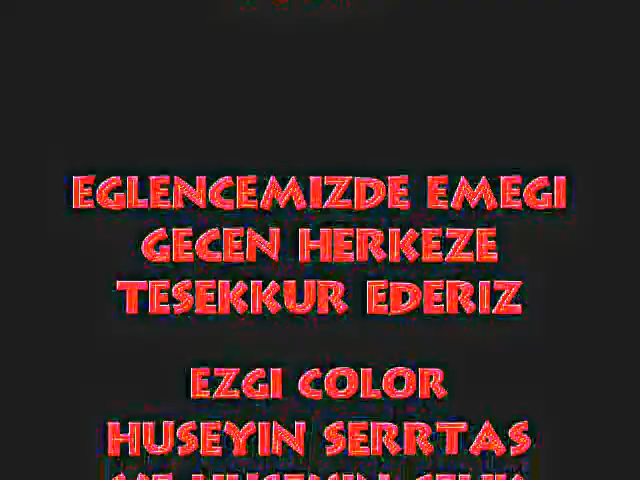 EGLENCEMIZDE EMEGI
GECEN HERKEZE
TESEKKUR EDERIZ
EZGI COLOR
HUSEYIN SERRTAS